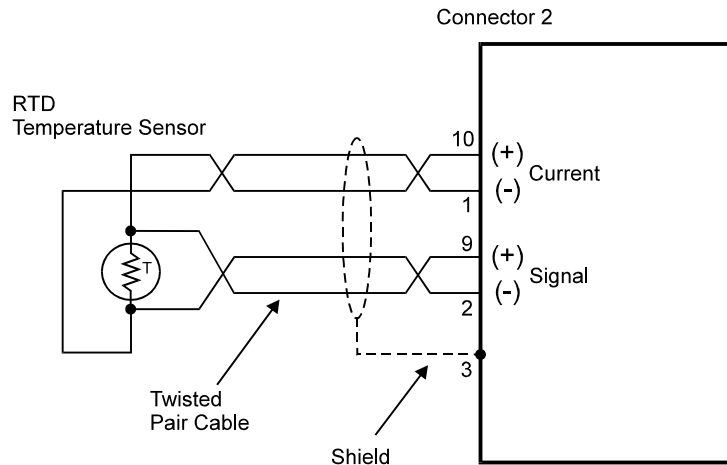 Connector 2
RTD
Temperature Sensor
10
(+)
Current
(-)
1
9
(+)
T
Signal
(-)
2
3
Twisted
Pair Cable
Shield